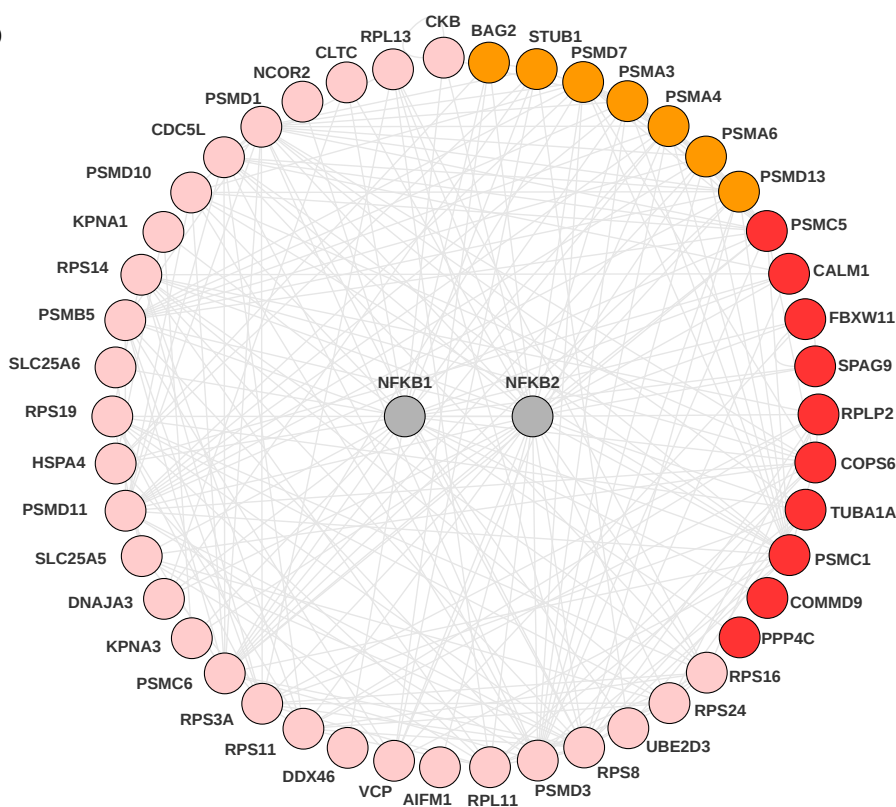 CKB
BAG2
STUB1
RPL13
PSMD1
CLTC
PSMD7
NCOR2
PSMA3
PSMD1
PSMA4
CDC5L
PSMA6
PSMD10
PSMD13
KPNA1
PSMC5
RPS14
CALM1
PSMB5
FBXW11
SLC25A6
SPAG9
NFKB1
NFKB2
RPS19
RPLP2
HSPA4
COPS6
PSMD11
TUBA1A
SLC25A5
PSMC1
DNAJA3
COMMD9
KPNA3
PPP4C
PSMC6
RPS16
RPS3A
RPS24
RPS11
UBE2D3
DDX46
RPS8
VCP
AIFM1
RPL11
PSMD3